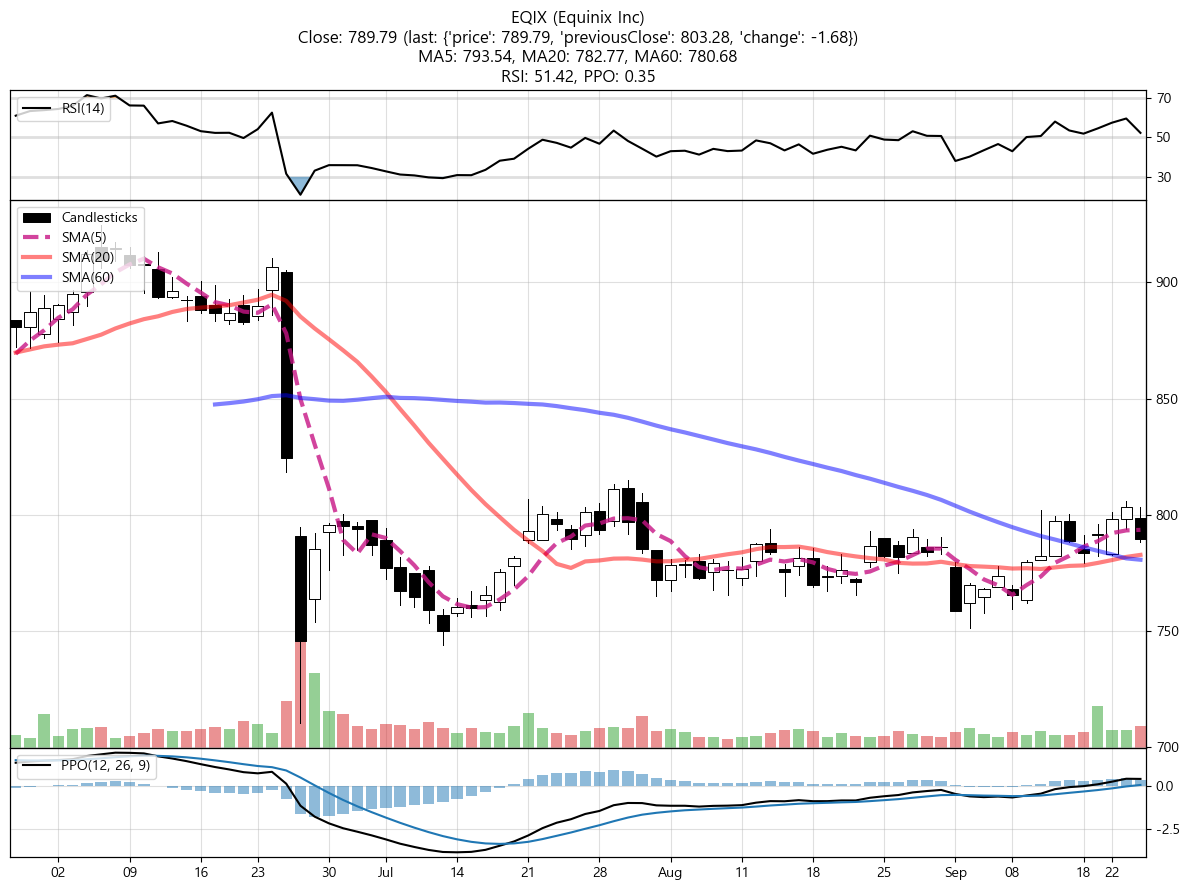 EQIX (Equinix Inc)
Close: 789.79 (last: {'price': 789.79, 'previousClose': 803.28, 'change': -1.68})
MA5: 793.54, MA20: 782.77, MA60: 780.68
RSI: 51.42, PPO: 0.35
RSI(14)
70
50
30
Candlesticks
SMA(5)
SMA(20)
SMA(60)
900
850
800
750
700
PPO(12, 26, 9)
0.0
-2.5
02 09 16 23 30 Jul 14 21 28 Aug 11 18 25 Sep 08 18 22